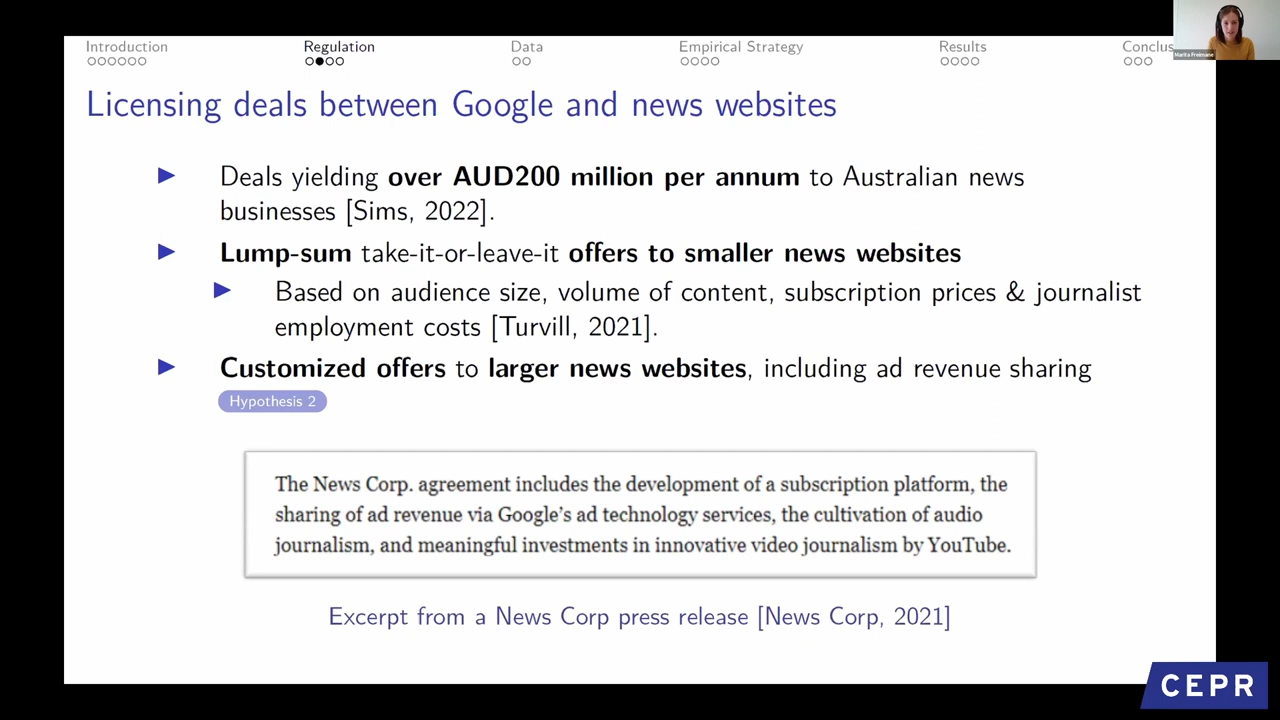 Introduction Regulation Data Empirical Strategy Results Conclus
Marita Freimane
Licensing deals between Google and news websites
Deals yielding over AUD200 million per annum to Australian news
businesses [Sims, 2022].
Lump-sum take-it-or-leave-it offers to smaller news websites
Based on audience size, volume of content, subscription prices & journalist
employment costs [Turvill, 2021].
Customized offers to larger news websites, including ad revenue sharing
Hypothesis 2
The News Corp. agreement includes the development of a subscription platform, the
sharing of ad revenue via Google’s ad technology services, the cultivation of audio
journalism, and meaningful investments in innovative video journalism by YouTube.
Excerpt from a News Corp press release [News Corp, 2021]
CEPR